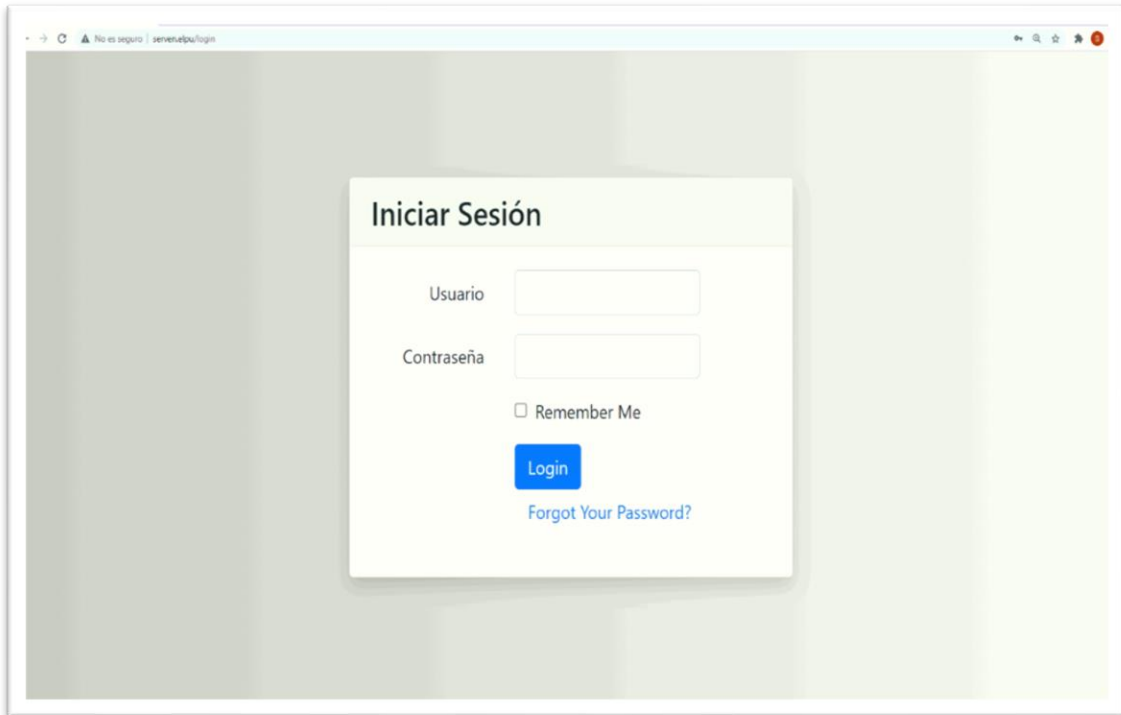 No es seguro | server.elpu/login
Iniciar Sesión
Usuario
Contraseña
Remember Me
Login
Forgot Your Password?